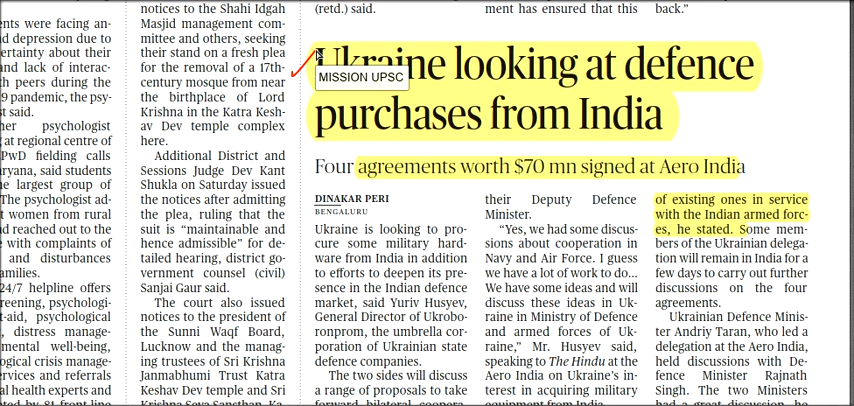 ents were facing an-
d depression due to
ertainty about their
and lack of interac-
th peers during the
9 pandemic, the psy-
st said.
her psychologist
g at regional centre of
PwD fielding calls
aryana, said students
he largest group of
The psychologist ad-
t women from rural
ad reached out to the
e with complaints of
and disturbances
amilies.
24/7 helpline offers
reening, psychologi-
t-aid, psychological
, distress manage-
mental well-being,
ogical crisis manage-
ervices and referrals
al health experts and
notices to the Shahi Idgah
Masjid management com-
mittee and others, seeking
their stand on a fresh plea
for the removal of a 17th-
century mosque from near
the birthplace of Lord
Krishna in the Katra Kesh-
av Dev temple complex
here.
Additional District and
Sessions Judge Dev Kant
Shukla on Saturday issued
the notices after admitting
the plea, ruling that the
suit is “maintainable and
hence admissible” for de-
tailed hearing, district go-
vernment counsel (civil)
Sanjai Gaur said.
The court also issued
notices to the president of
the Sunni Waqf Board,
Lucknow and the manag-
ing trustees of Sri Krishna
Janmabhumi Trust Katra
Keshav Dev temple and Sri
(retd.) said.
ment has ensured that this
back.”
Ukraine looking at defence
MISSION UPSC
purchases from India
Four agreements worth $70 mn signed at Aero India
DINAKAR PERI
BENGALURU
Ukraine is looking to pro-
cure some military hard-
ware from India in addition
to efforts to deepen its pre-
sence in the Indian defence
market, said Yuriv Husyev,
General Director of Ukrobo-
ronprom, the umbrella cor-
poration of Ukrainian state
defence companies.
The two sides will discuss
a range of proposals to take
forward bilateral coopera-
their Deputy Defence
Minister.
“Yes, we had some discus-
sions about cooperation in
Navy and Air Force. I guess
we have a lot of work to do...
We have some ideas and will
discuss these ideas in Uk-
raine in Ministry of Defence
and armed forces of Uk-
raine,” Mr. Husyev said,
speaking to The Hindu at the
Aero India on Ukraine’s in-
terest in acquiring military
equipment from India.
of existing ones in service
with the Indian armed forc-
es, he stated. Some mem-
bers of the Ukrainian delega-
tion will remain in India for a
few days to carry out further
discussions on the four
agreements.
Ukrainian Defence Minis-
ter Andriy Taran, who led a
delegation at the Aero India,
held discussions with De-
fence Minister Rajnath
Singh. The two Ministers
had a great discussion, he